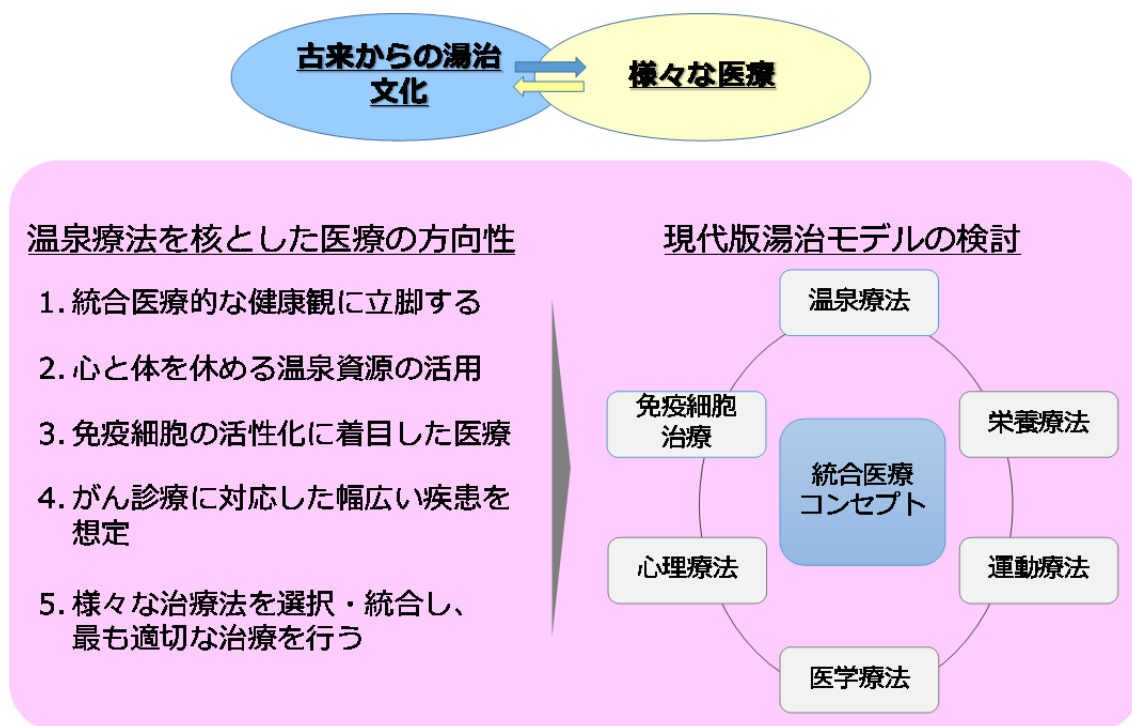 古来からの湯治
文化
様々な医療
温泉療法を核とした医療の方向性
1. 統合医療的な健康観に立脚する
2. 心と体を休める温泉資源の活用
3. 免疫細胞の活性化に着目した医療
4. がん診療に対応した幅広い疾患を
想定
5. 様々な治療法を選択・統合し、
最も適切な治療を行う
現代版湯治モデルの検討
温泉療法
免疫細胞
治療
栄養療法
統合医療
コンセプト
心理療法
運動療法
医学療法